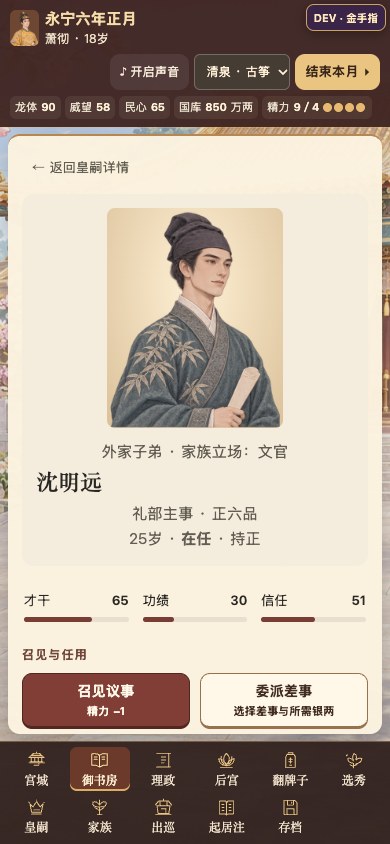 永宁六年正月
萧彻 · 18岁
DEV · 金手指
♪ 开启声音
清泉 · 古筝
结束本月
龙体 90
威望 58
民心 65
国库 850 万两
精力 9 / 4
← 返回皇嗣详情
外家子弟 · 家族立场：文官
沈明远
礼部主事 · 正六品
25岁 · 在任 · 持正
才干 65
功绩 30
信任 51
召见与任用
召见议事
精力 −1
委派差事
选择差事与所需银两
宫城
御书房
理政
后宫
翻牌子
选秀
皇嗣
家族
出巡
起居注
存档